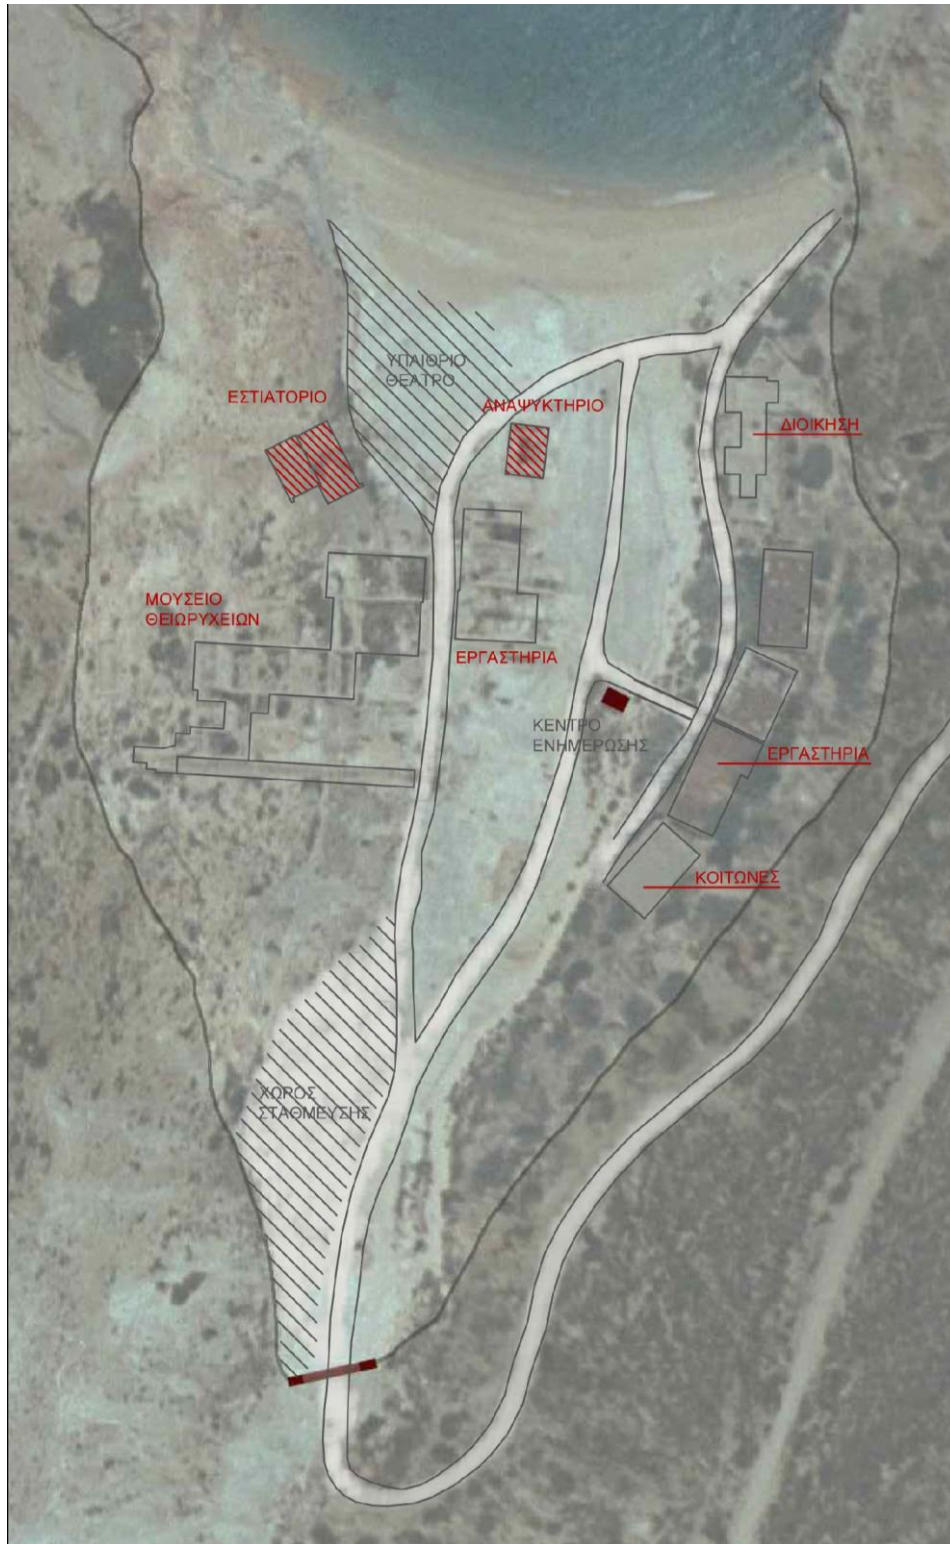 ΥΠΑΙΘΡΙΟ
ΘΕΑΤΡΟ
ΕΣΤΙΑΤΟΡΙΟ
ΑΝΑΨΥΚΤΗΡΙΟ
ΔΙΟΙΚΗΣΗ
ΜΟΥΣΕΙΟ
ΘΕΙΩΡΥΧΕΙΩΝ
ΕΡΓΑΣΤΗΡΙΑ
ΚΕΝΤΡΟ
ΕΝΗΜΕΡΩΣΗΣ
ΕΡΓΑΣΤΗΡΙΑ
ΚΟΙΤΩΝΕΣ
ΧΩΡΟΣ
ΣΤΑΘΜΕΥΣΗΣ